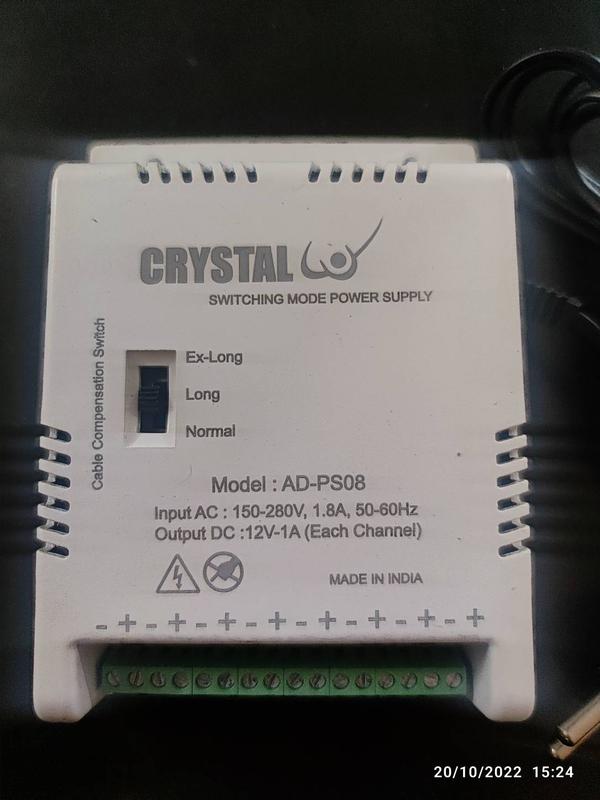 CRYSTAL
SWITCHING MODE POWER SUPPLY
Cable Compensation Switch
Ex-Long
Long
Normal
Model : AD-PS08
Input AC : 150-280V, 1.8A, 50-60Hz
Output DC :12V-1A (Each Channel)
MADE IN INDIA
- + - + - + - + - + - + - + - +
20/10/2022 15:24